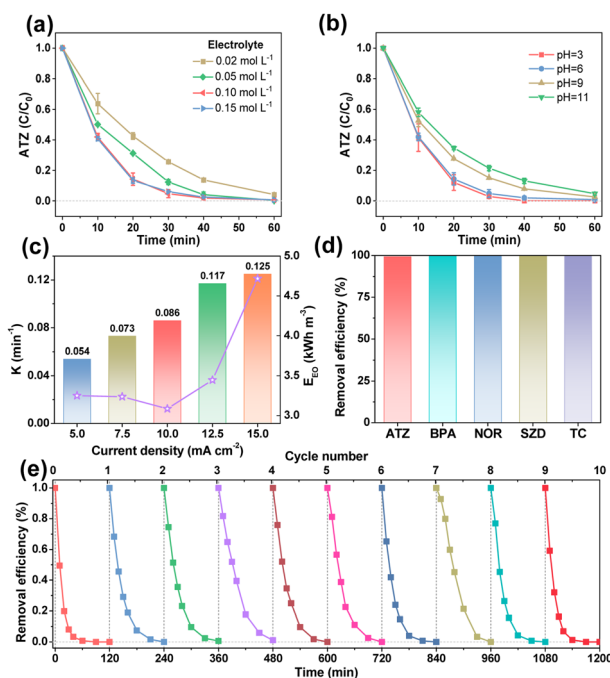 (a)
ATZ (C/C₀)
1.0
0.8
0.6
0.4
0.2
0.0
Electrolyte
0.02 mol L⁻¹
0.05 mol L⁻¹
0.10 mol L⁻¹
0.15 mol L⁻¹
0 10 20 30 40 50 60
Time (min)
(b)
ATZ (C/C₀)
1.0
0.8
0.6
0.4
0.2
0.0
pH=3
pH=6
pH=9
pH=11
0 10 20 30 40 50 60
Time (min)
(c)
K (min⁻¹)
0.12
0.08
0.04
0.00
0.054
0.073
0.086
0.117
0.125
5.0 7.5 10.0 12.5 15.0
Current density (mA cm⁻²)
5.0
4.5
4.0
3.5
3.0
E_EO (kWh m⁻³)
(d)
Removal efficiency (%)
100
75
50
25
0
ATZ BPA NOR SZD TC
(e)
Cycle number
0 1 2 3 4 5 6 7 8 9 10
Removal efficiency (%)
1.0
0.8
0.6
0.4
0.2
0.0
0 120 240 360 480 600 720 840 960 1080 1200
Time (min)